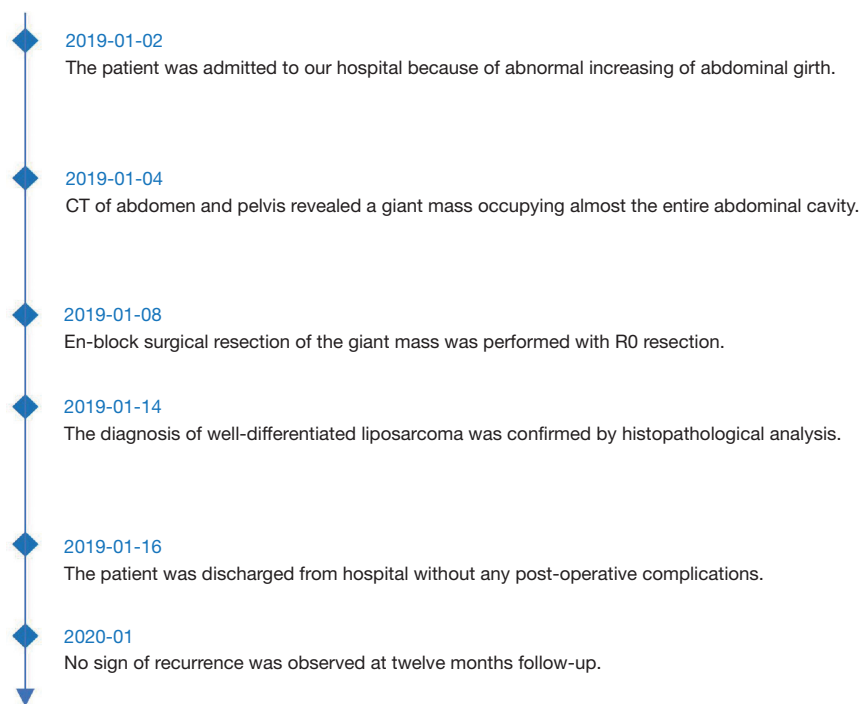 2019-01-02
The patient was admitted to our hospital because of abnormal increasing of abdominal girth.
2019-01-04
CT of abdomen and pelvis revealed a giant mass occupying almost the entire abdominal cavity.
2019-01-08
En-block surgical resection of the giant mass was performed with R0 resection.
2019-01-14
The diagnosis of well-differentiated liposarcoma was confirmed by histopathological analysis.
2019-01-16
The patient was discharged from hospital without any post-operative complications.
2020-01
No sign of recurrence was observed at twelve months follow-up.